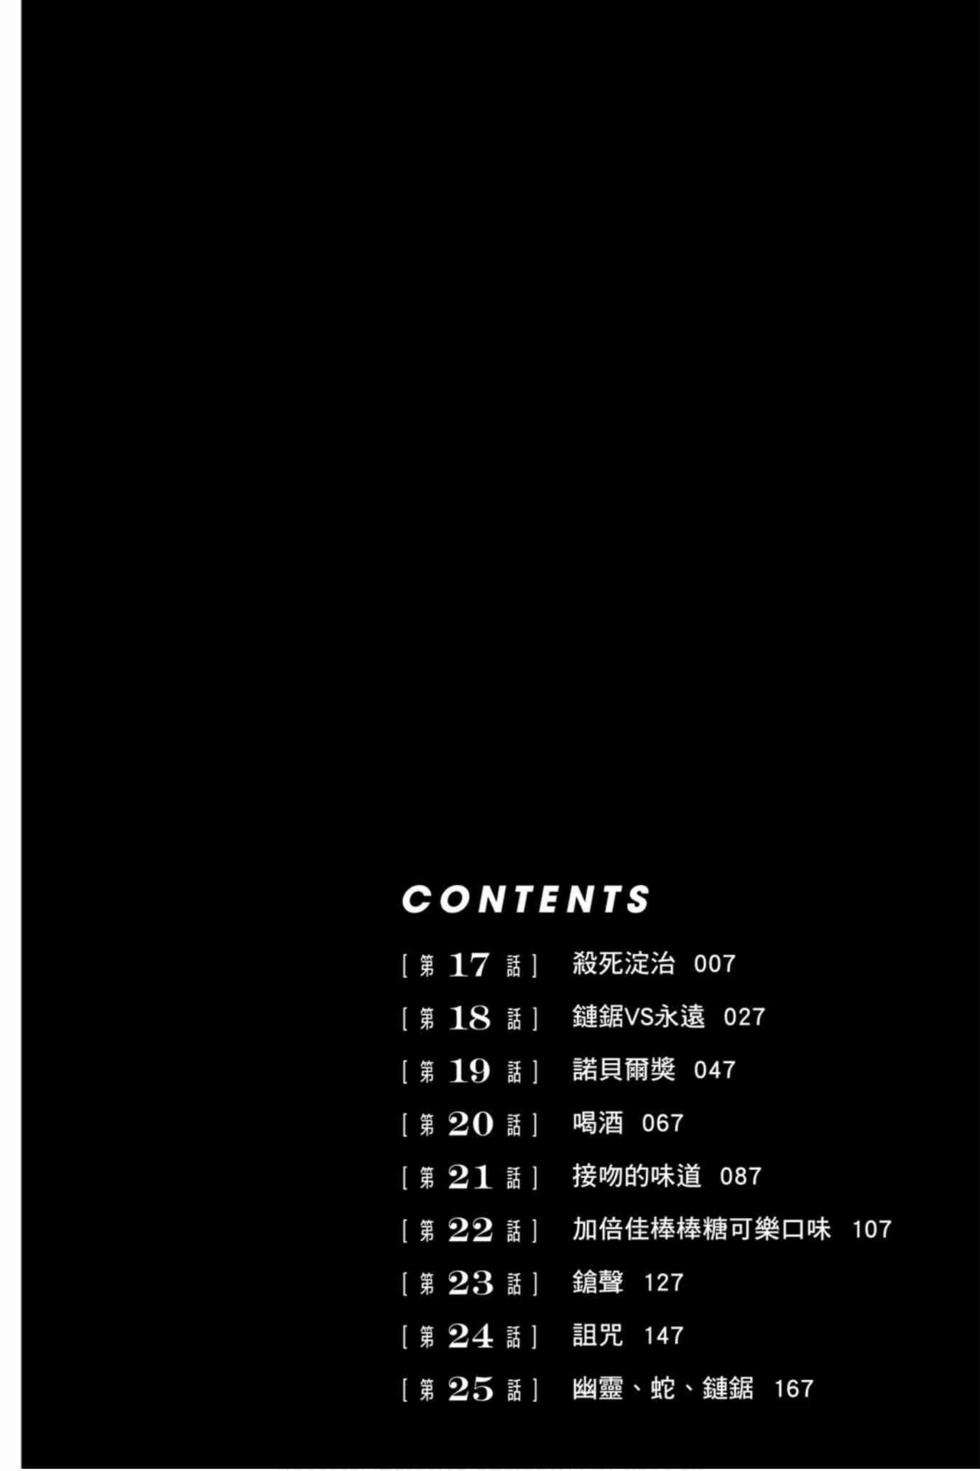 CONTENTS
[ 第 17 話 ] 殺死淀治 007
[ 第 18 話 ] 鏈鋸VS永遠 027
[ 第 19 話 ] 諾貝爾獎 047
[ 第 20 話 ] 喝酒 067
[ 第 21 話 ] 接吻的味道 087
[ 第 22 話 ] 加倍佳棒棒糖可樂口味 107
[ 第 23 話 ] 鎗聲 127
[ 第 24 話 ] 詛咒 147
[ 第 25 話 ] 幽靈、蛇、鏈鋸 167